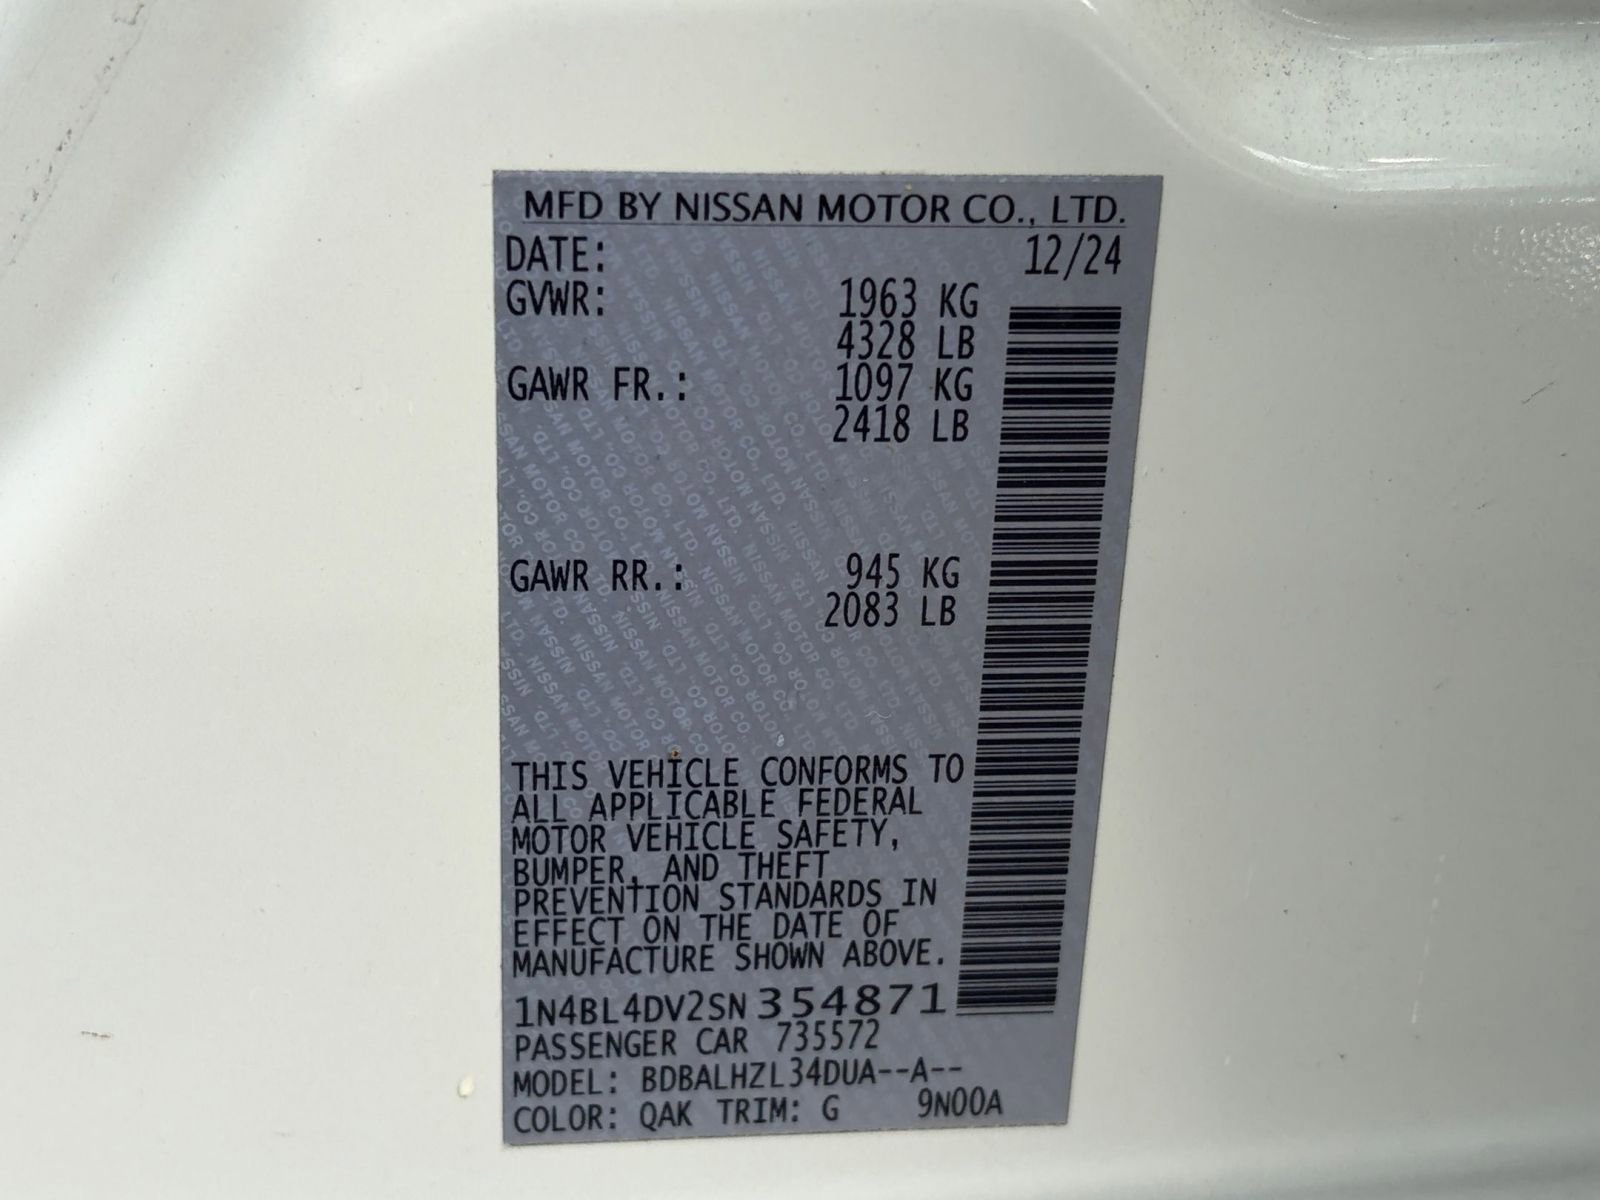 MFD BY NISSAN MOTOR CO., LTD.
DATE: 12/24
GVWR: 1963 KG
4328 LB
GAWR FR.: 1097 KG
2418 LB
GAWR RR.: 945 KG
2083 LB
THIS VEHICLE CONFORMS TO
ALL APPLICABLE FEDERAL
MOTOR VEHICLE SAFETY,
BUMPER, AND THEFT
PREVENTION STANDARDS IN
EFFECT ON THE DATE OF
MANUFACTURE SHOWN ABOVE.
1N4BL4DV2SN354871
PASSENGER CAR 735572
MODEL: BDBALHZL34DUA--A--
COLOR: QAK TRIM: G 9N00A